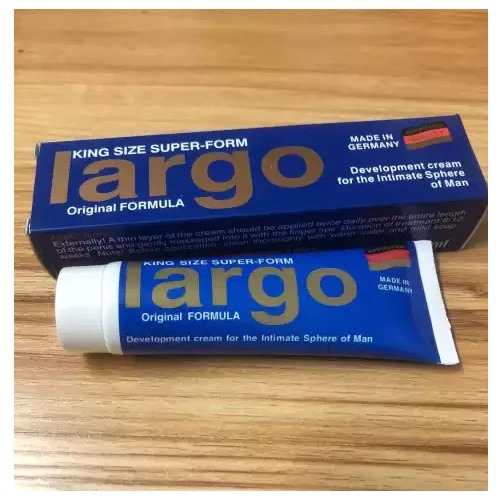 KING SIZE SUPER-FORM
largo
Original FORMULA
MADE IN
GERMANY
Development cream
for the Intimate Sphere
of Man
Externally! A thin layer of the cream should be applied twice daily over the entire length
of the penis and gently massaged into it with the finger tips. Duration of treatment 8-12
weeks. Note! Before application, clean thoroughly with warm water and mild soap
ml
KING SIZE SUPER-FORM
largo
Original FORMULA
MADE IN
GERMANY
Development cream for the Intimate Sphere of Man